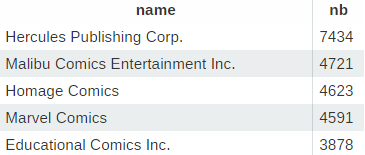 name nb
Hercules Publishing Corp. 7434
Malibu Comics Entertainment Inc. 4721
Homage Comics 4623
Marvel Comics 4591
Educational Comics Inc. 3878